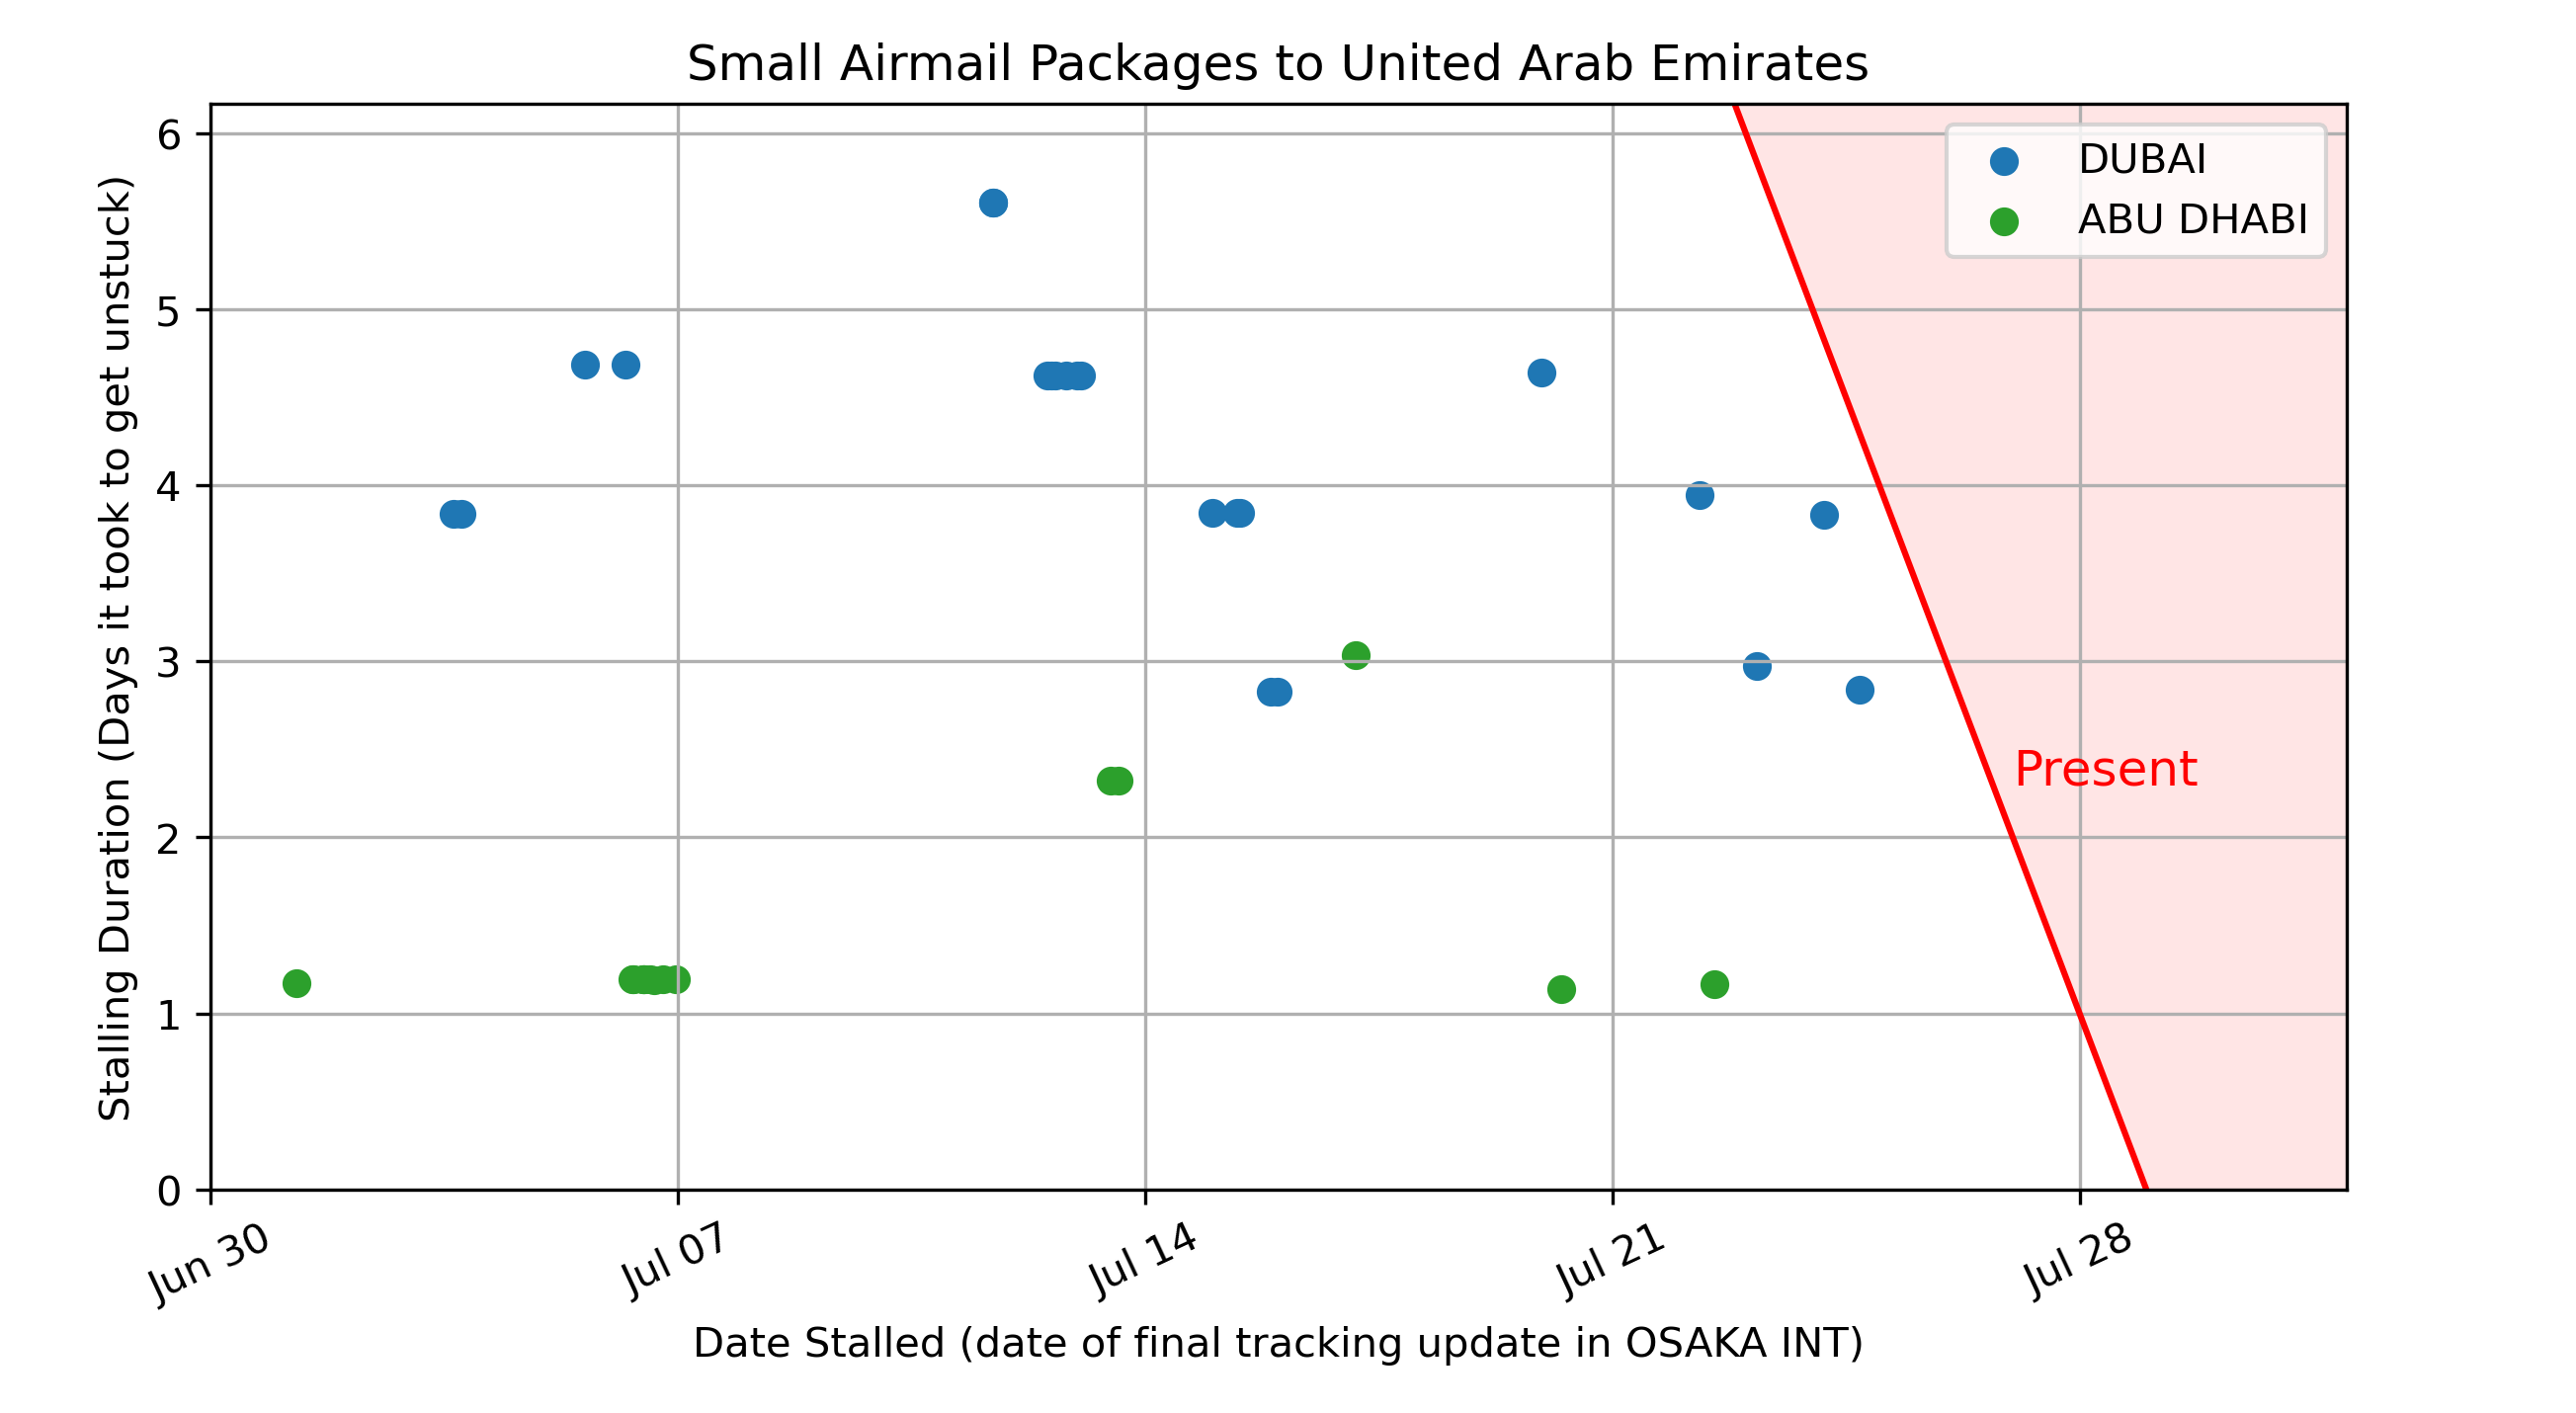 Small Airmail Packages to United Arab Emirates
Stalling Duration (Days it took to get unstuck)
6
5
4
3
2
1
0
DUBAI
ABU DHABI
Present
Jun 30
Jul 07
Jul 14
Jul 21
Jul 28
Date Stalled (date of final tracking update in OSAKA INT)